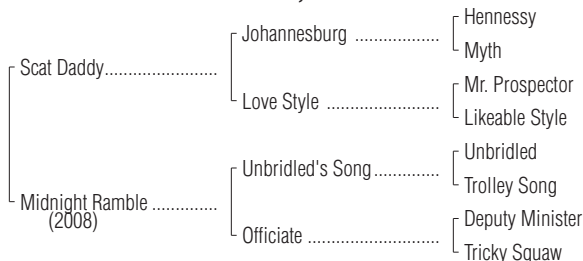 Hennessy
Johannesburg ..................
Myth
Scat Daddy........................
Mr. Prospector
Love Style ........................
Likeable Style
Unbridled
Unbridled's Song..............
Trolley Song
Midnight Ramble ..............
(2008)
Deputy Minister
Officiate ............................
Tricky Squaw